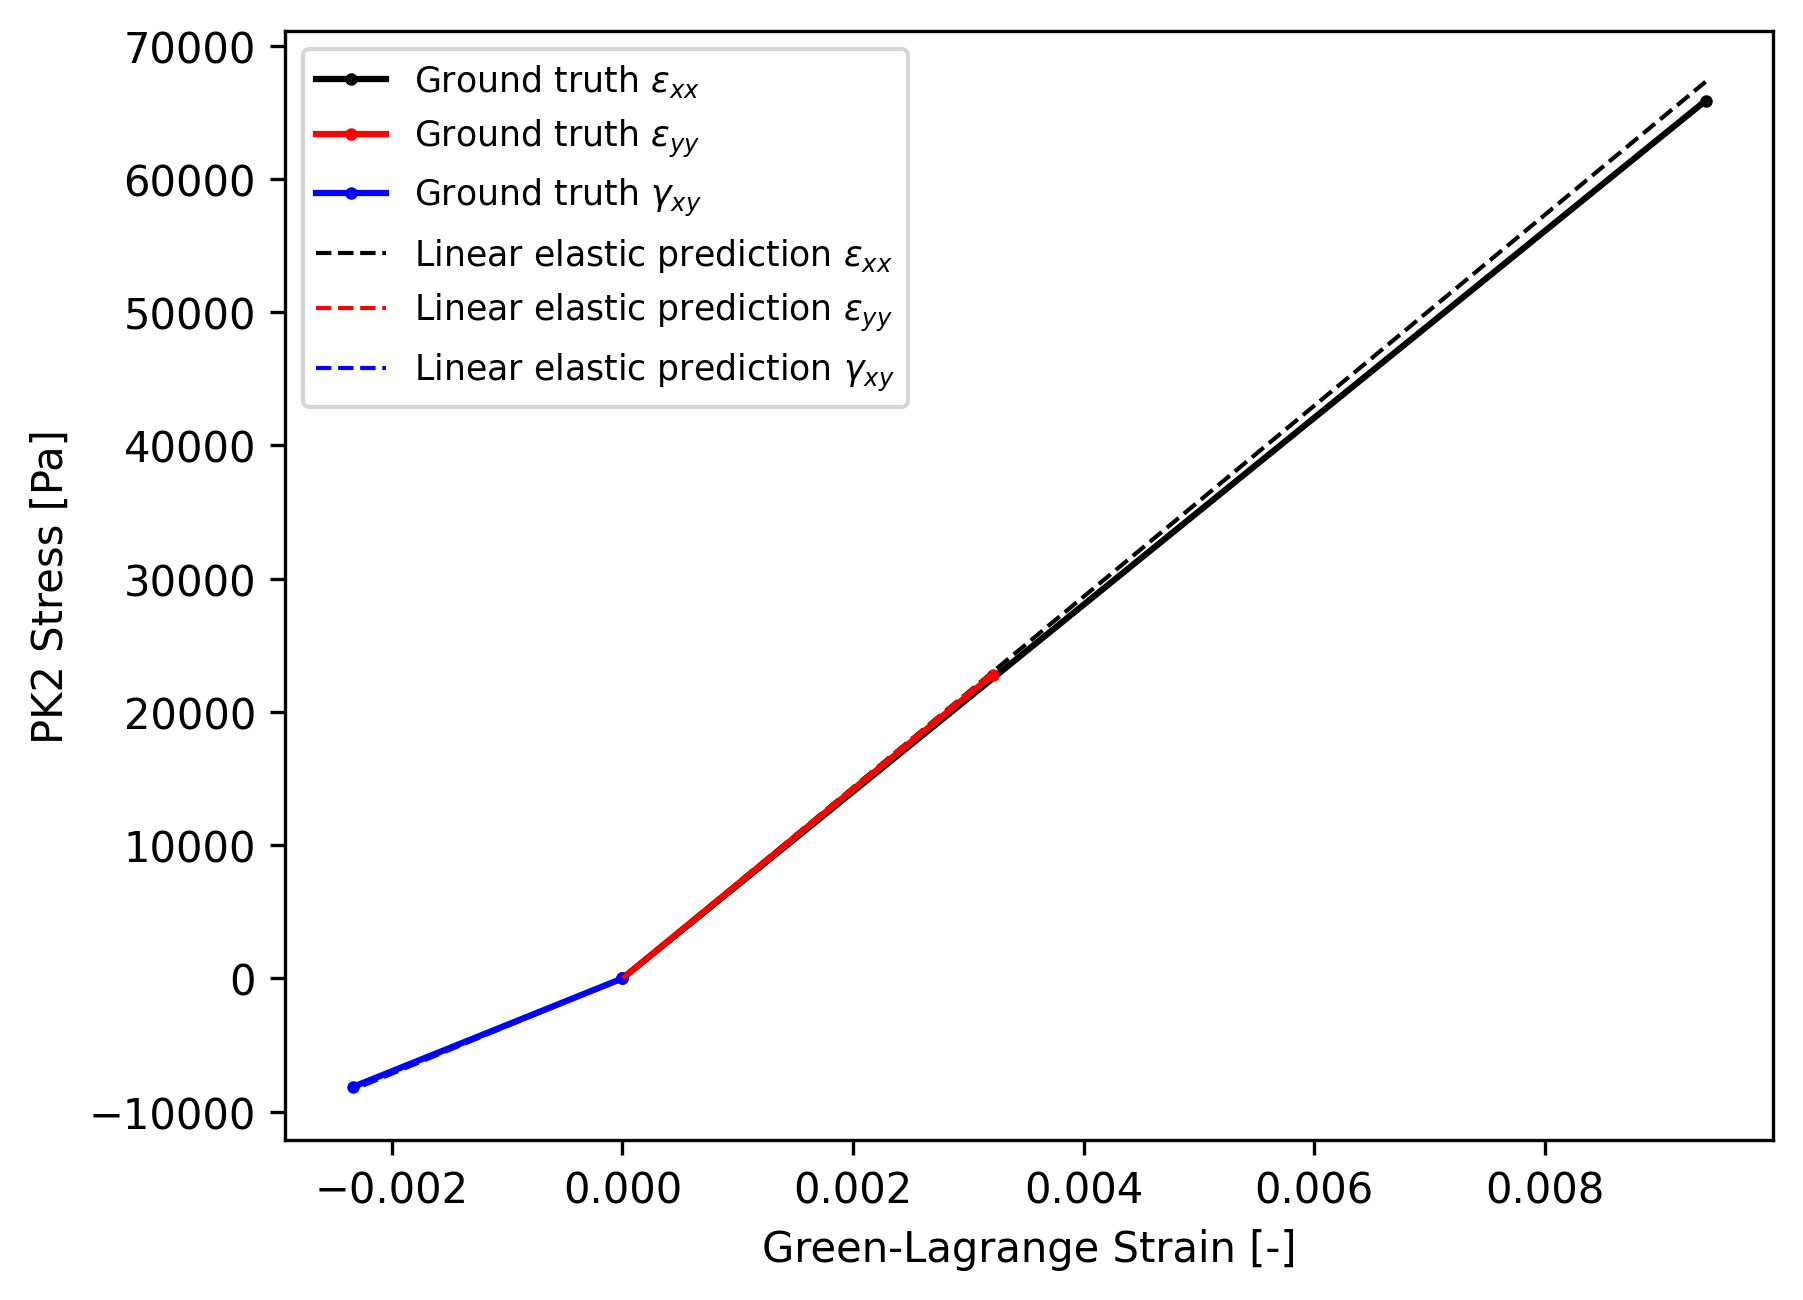 70000
60000
50000
40000
30000
20000
10000
0
−10000
PK2 Stress [Pa]
Ground truth εxx
Ground truth εyy
Ground truth γxy
Linear elastic prediction εxx
Linear elastic prediction εyy
Linear elastic prediction γxy
−0.002 0.000 0.002 0.004 0.006 0.008
Green-Lagrange Strain [-]